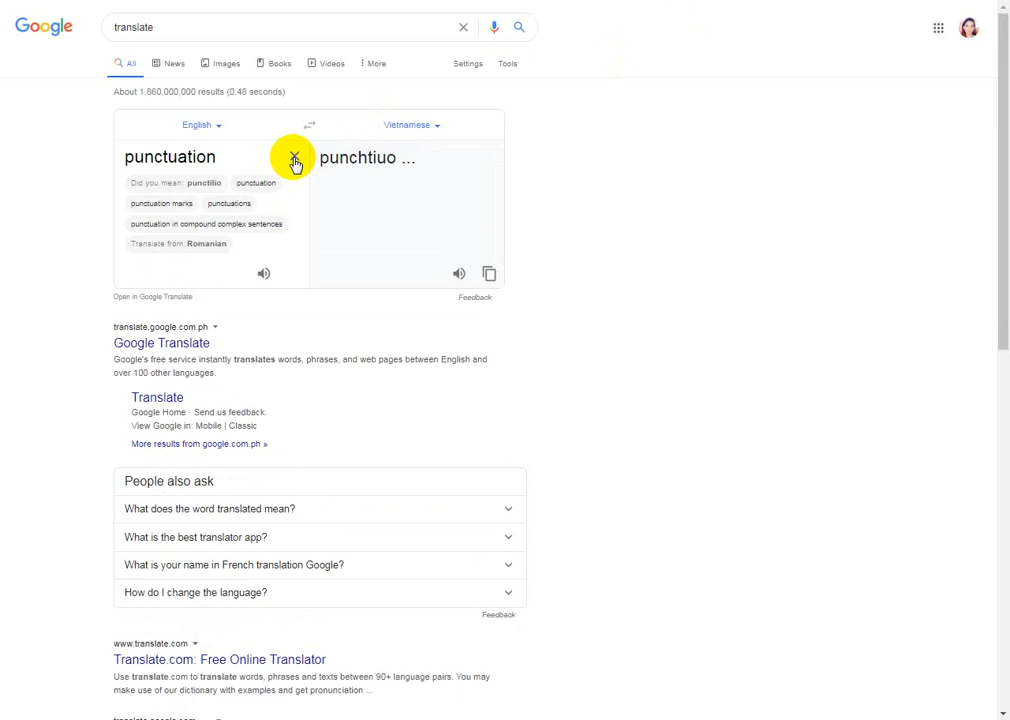 Google
translate
All News Images Books Videos More Settings Tools
About 1,860,000,000 results (0.48 seconds)
English Vietnamese
punctuation punchtiuo ...
Did you mean: punctilio punctuation
punctuation marks punctuations
punctuation in compound complex sentences
Translate from: Romanian
Open in Google Translate Feedback
translate.google.com.ph
Google Translate
Google's free service instantly translates words, phrases, and web pages between English and
over 100 other languages.
Translate
Google Home · Send us feedback.
View Google in: Mobile | Classic
More results from google.com.ph »
People also ask
What does the word translated mean?
What is the best translator app?
What is your name in French translation Google?
How do I change the language?
Feedback
www.translate.com
Translate.com: Free Online Translator
Use translate.com to translate words, phrases and texts between 90+ language pairs. You may
make use of our dictionary with examples and get pronunciation ...